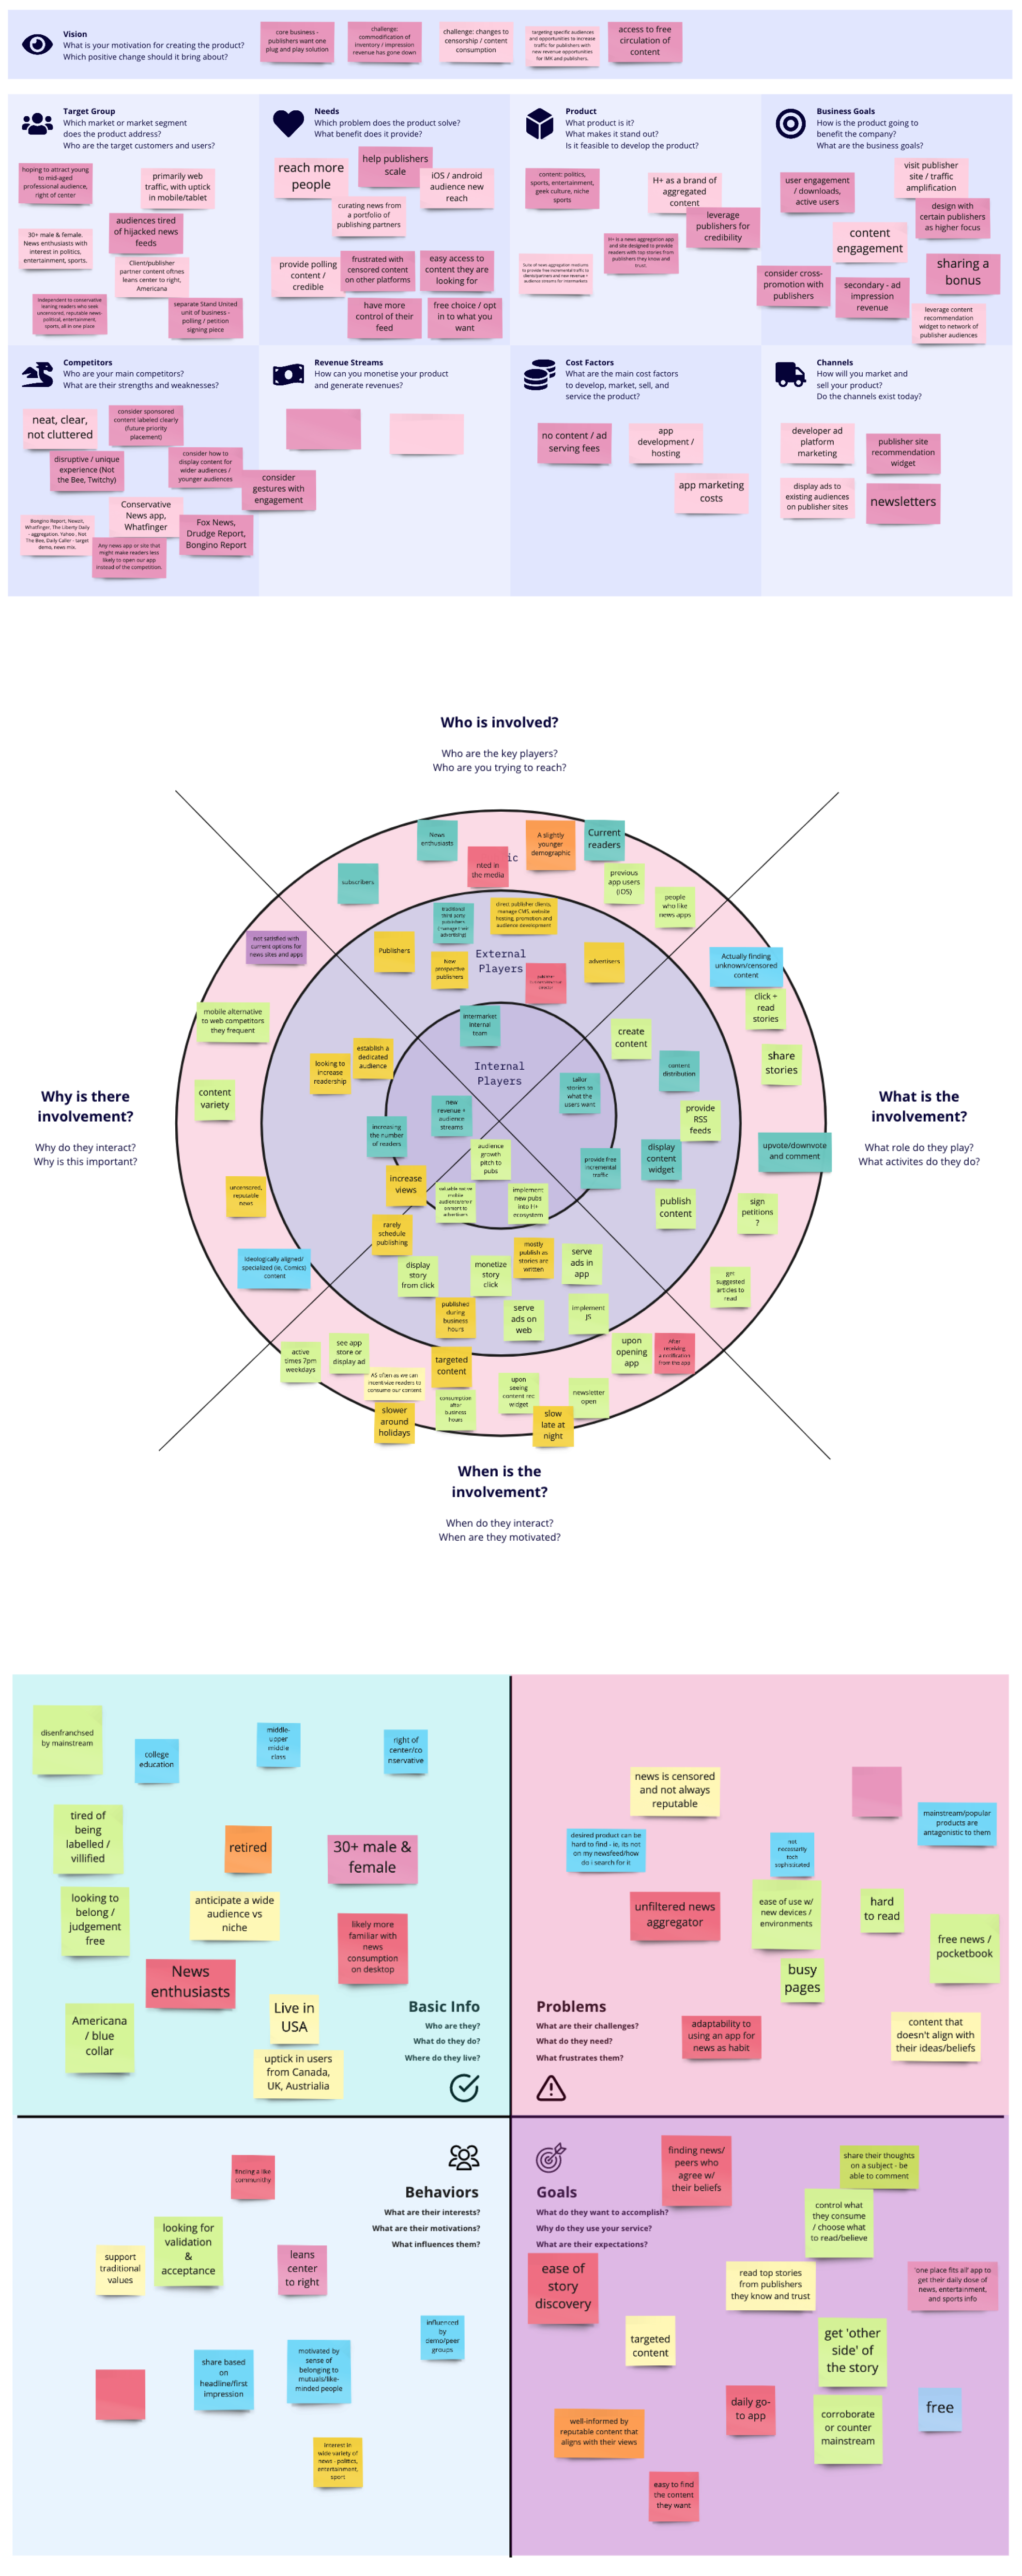 Vision
What is your motivation for creating the product?
Which positive change should it bring about?
core business -
publishers want one
plug and play solution
challenge:
commodification of
inventory / impression
revenue has gone down
challenge: changes to
censorship / content
consumption
targeting specific audiences
and opportunities to increase
traffic for publishers with
new revenue opportunities
for IMK and publishers.
access to free
circulation of
content
Target Group
Which market or market segment
does the product address?
Who are the target customers and users?
hoping to attract young
to mid-aged
professional audience,
right of center
primarily web
traffic, with uptick
in mobile/tablet
audiences tired
of hijacked news
feeds
30+ male & female.
News enthusiasts with
interest in politics,
entertainment, sports.
Client/publisher
partner content oftnes
leans center to right,
Americana
independent to conservative
leaning readers who seek
uncensored, reputable news-
political, entertainment,
sports, all in one place
separate Stand United
unit of business -
polling / petition
signing piece
Needs
Which problem does the product solve?
What benefit does it provide?
reach more
people
help publishers
scale
iOS / android
audience new
reach
curating news from
a portfolio of
publishing partners
provide polling
content /
credible
frustrated with
censored content
on other platforms
easy access to
content they are
looking for
have more
control of their
feed
free choice / opt
in to what you
want
Product
What product is it?
What makes it stand out?
Is it feasible to develop the product?
content: politics,
sports, entertainment,
geek culture, niche
sports
H+ as a brand of
aggregated
content
leverage
publishers for
credibility
H+ is a news aggregation app
and ste designed to provide
readers with top stories from
publishers they know and
trust.
Suite of news aggregation mediums
to provide free incremental traffic to
clients/partners and new revenue +
audience streams for Intermarkets
Business Goals
How is the product going to
benefit the company?
What are the business goals?
user engagement
/ downloads,
active users
visit publisher
site / traffic
amplification
design with
certain publishers
as higher focus
content
engagement
sharing a
bonus
consider cross-
promotion with
publishers
secondary - ad
impression
revenue
leverage content
recommendation
widget to network of
publisher audiences
Competitors
Who are your main competitors?
What are their strengths and weaknesses?
neat, clear,
not cluttered
consider sponsored
content labeled clearly
(future priority
placement)
disruptive / unique
experience (Not
the Bee, Twitchy)
consider how to
display content for
wider audiences /
younger audiences
consider
gestures with
engagement
Conservative
News app,
Whatfinger
Bongino Report, Newsit,
Whatfinger, The Liberty Daily
- aggregation. Yahoo , Not
The Bee, Daily Caller - target
demo, news mix.
Any news app or site that
might make readers less
likely to open our app
instead of the competition.
Fox News,
Drudge Report,
Bongino Report
Revenue Streams
How can you monetise your product
and generate revenues?
Cost Factors
What are the main cost factors
to develop, market, sell, and
service the product?
no content / ad
serving fees
app
development /
hosting
app marketing
costs
Channels
How will you market and
sell your product?
Do the channels exist today?
developer ad
platform
marketing
publisher site
recommendation
widget
display ads to
existing audiences
on publisher sites
newsletters
Who is involved?
Who are the key players?
Who are you trying to reach?
News
enthusiasts
nted in
the media
ic
A slightly
younger
demographic
Current
readers
subscribers
previous
app users
(iOS)
people
who like
news apps
traditional
third party
publishers
(manage their
advertising)
direct publisher clients,
manage CMS, website
hosting, promotion and
audience development
Publishers
External
Players
New
prospective
publishers
advertisers
not satisfied with
current options for
news sites and apps
Actually finding
unknown/censored
content
click +
read
stories
intermarket
internal
team
mobile alternative
to web competitors
they frequent
create
content
share
stories
establish a
dedicated
audience
looking to
increase
readership
Internal
Players
content
distribution
content
variety
tailor
stories to
what the
users want
Why is there
involvement?
Why do they interact?
Why is this important?
new
revenue +
audience
streams
provide
RSS
feeds
What is the
involvement?
What role do they play?
What activites do they do?
increasing
the number
of readers
audience
growth
pitch to
pubs
provide free
incremental
traffic
display
content
widget
upvote/downvote
and comment
uncensored,
reputable
news
increase
views
implement
new pubs
into H+
ecosystem
publish
content
sign
petitions
?
rarely
schedule
publishing
Ideologically aligned/
specialized (ie, Comics)
content
display
story
from click
monetize
story
click
mostly
publish as
stories are
written
serve
ads in
app
get
suggested
articles to
read
published
during
business
hours
serve
ads on
web
implement
JS
active
times 7pm
weekdays
see app
store or
display ad
targeted
content
upon
opening
app
After
receiving
a notification
from the app
AS often as we can
incentivize readers to
consume our content
slower
around
holidays
consumption
after
business
hours
upon
seeing
content rec
widget
newsletter
open
slow
late at
night
When is the
involvement?
When do they interact?
When are they motivated?
disenfranchsed
by mainstream
college
education
middle-
upper
middle
class
right of
center/co
nservative
tired of
being
labelled /
villified
retired
30+ male &
female
looking to
belong /
judgement
free
anticipate a wide
audience vs
niche
likely more
familiar with
news
consumption
on desktop
News
enthusiasts
Americana
/ blue
collar
Live in
USA
uptick in users
from Canada,
UK, Austrialia
Basic Info
Who are they?
What do they do?
Where do they live?
news is censored
and not always
reputable
mainstream/popular
products are
antagonistic to them
desired product can be
hard to find - ie, its not
on my newsfeed/how
do i search for it
not
necessarily
tech
sophisticated
unfiltered news
aggregator
ease of use w/
new devices /
environments
hard
to read
free news /
pocketbook
busy
pages
Problems
What are their challenges?
What do they need?
What frustrates them?
adaptability to
using an app for
news as habit
content that
doesn't align with
their ideas/beliefs
finding a like
community
Behaviors
What are their interests?
What are their motivations?
What influences them?
looking for
validation
&
acceptance
support
traditional
values
leans
center
to right
influenced
by
demo/peer
groups
share based
on
headline/first
impression
motivated by
sense of
belonging to
mutuals/like-
minded people
interest in
wide variety of
news - politics,
entertainment,
sport
finding news/
peers who
agree w/
their beliefs
share their thoughts
on a subject - be
able to comment
Goals
What do they want to accomplish?
Why do they use your service?
What are their expectations?
control what
they consume
/ choose what
to read/believe
ease of
story
discovery
read top stories
from publishers
they know and trust
'one place fits all' app to
get their daily dose of
news, entertainment,
and sports info
targeted
content
get 'other
side' of
the story
daily go-
to app
free
well-informed by
reputable content that
aligns with their views
corroborate
or counter
mainstream
easy to find
the content
they want